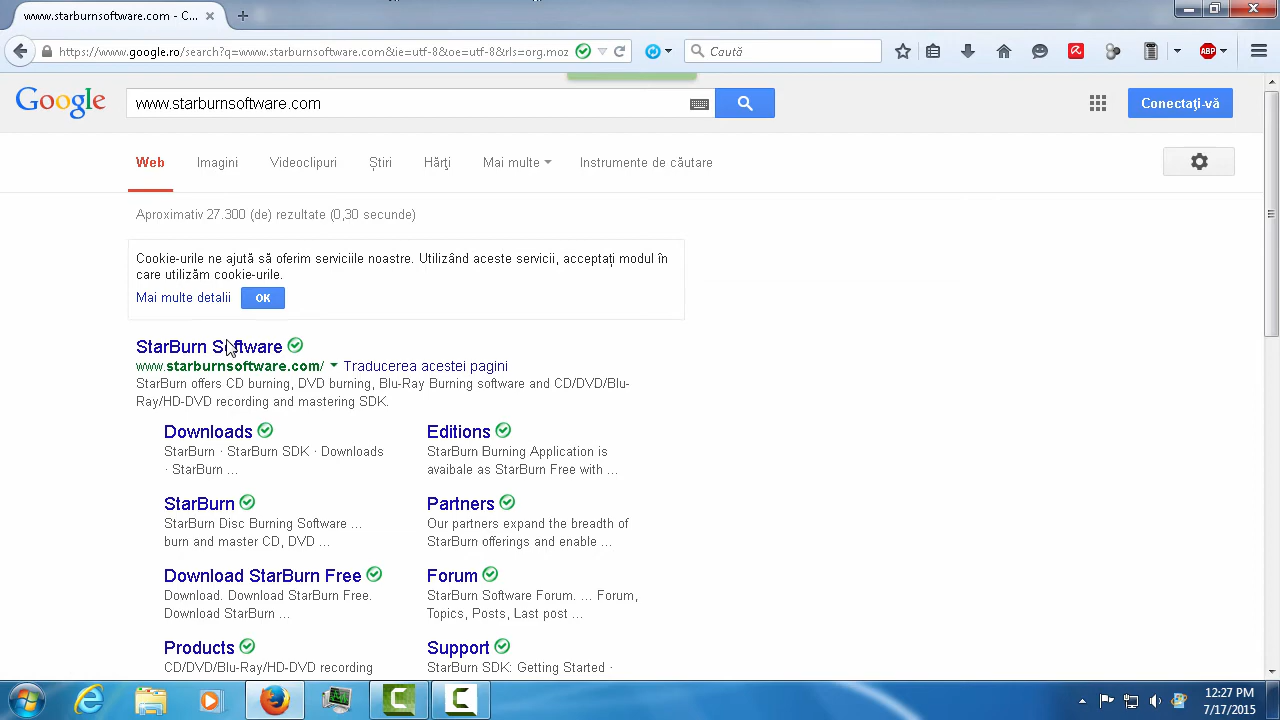 www.starburnsoftware.com - C...
https://www.google.ro/search?q=www.starburnsoftware.com&ie=utf-8&oe=utf-8&rls=org.moz
Caută
ABP
Google
www.starburnsoftware.com
Conectați-vă
Web
Imagini
Videoclipuri
Știri
Hărți
Mai multe
Instrumente de căutare
Aproximativ 27.300 (de) rezultate (0,30 secunde)
Cookie-urile ne ajută să oferim serviciile noastre. Utilizând aceste servicii, acceptați modul în
care utilizăm cookie-urile.
Mai multe detalii
OK
StarBurn Software
www.starburnsoftware.com/
Traducerea acestei pagini
StarBurn offers CD burning, DVD burning, Blu-Ray Burning software and CD/DVD/Blu-
Ray/HD-DVD recording and mastering SDK.
Downloads
StarBurn · StarBurn SDK · Downloads
· StarBurn ...
Editions
StarBurn Burning Application is
avaibale as StarBurn Free with ...
StarBurn
StarBurn Disc Burning Software ...
burn and master CD, DVD ...
Partners
Our partners expand the breadth of
StarBurn offerings and enable ...
Download StarBurn Free
Download. Download StarBurn Free.
Download StarBurn ...
Forum
StarBurn Software Forum. ... Forum,
Topics, Posts, Last post ...
Products
CD/DVD/Blu-Ray/HD-DVD recording
Support
StarBurn SDK: Getting Started ·
12:27 PM
7/17/2015